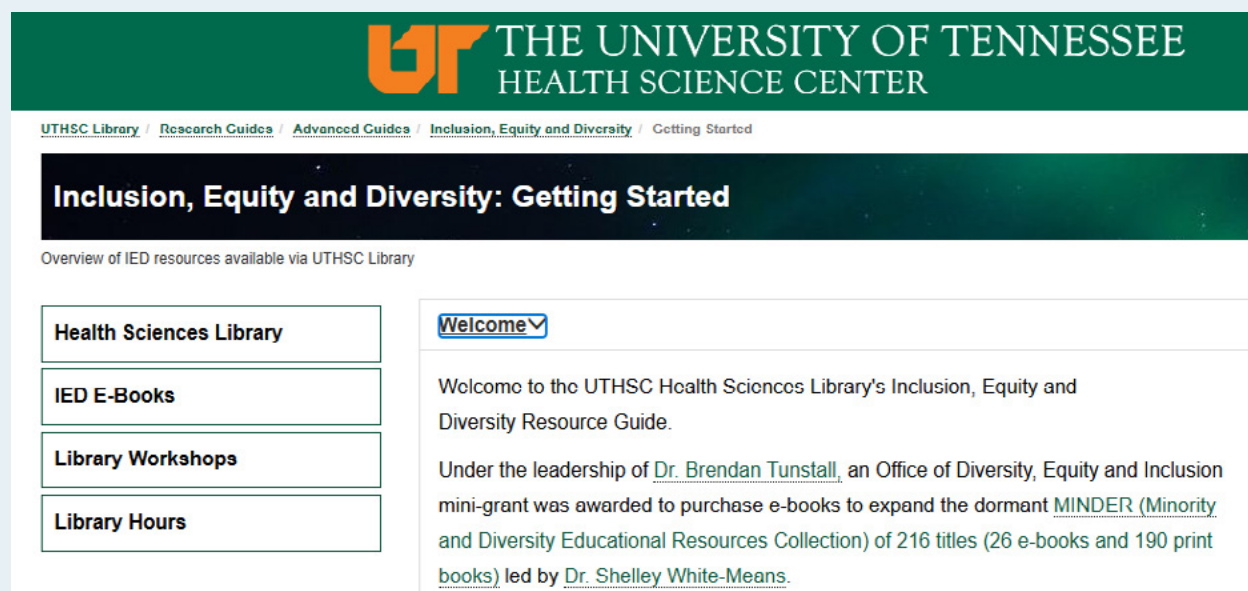 UT THE UNIVERSITY OF TENNESSEE
HEALTH SCIENCE CENTER
UTHSC Library / Research Guides / Advanced Guides / Inclusion, Equity and Diversity / Getting Started
Inclusion, Equity and Diversity: Getting Started
Overview of IED resources available via UTHSC Library
Health Sciences Library
IED E-Books
Library Workshops
Library Hours
Welcome
Welcome to the UTHSC Health Sciences Library's Inclusion, Equity and
Diversity Resource Guide.
Under the leadership of Dr. Brendan Tunstall, an Office of Diversity, Equity and Inclusion
mini-grant was awarded to purchase e-books to expand the dormant MINDER (Minority
and Diversity Educational Resources Collection) of 216 titles (26 e-books and 190 print
books) led by Dr. Shelley White-Means.